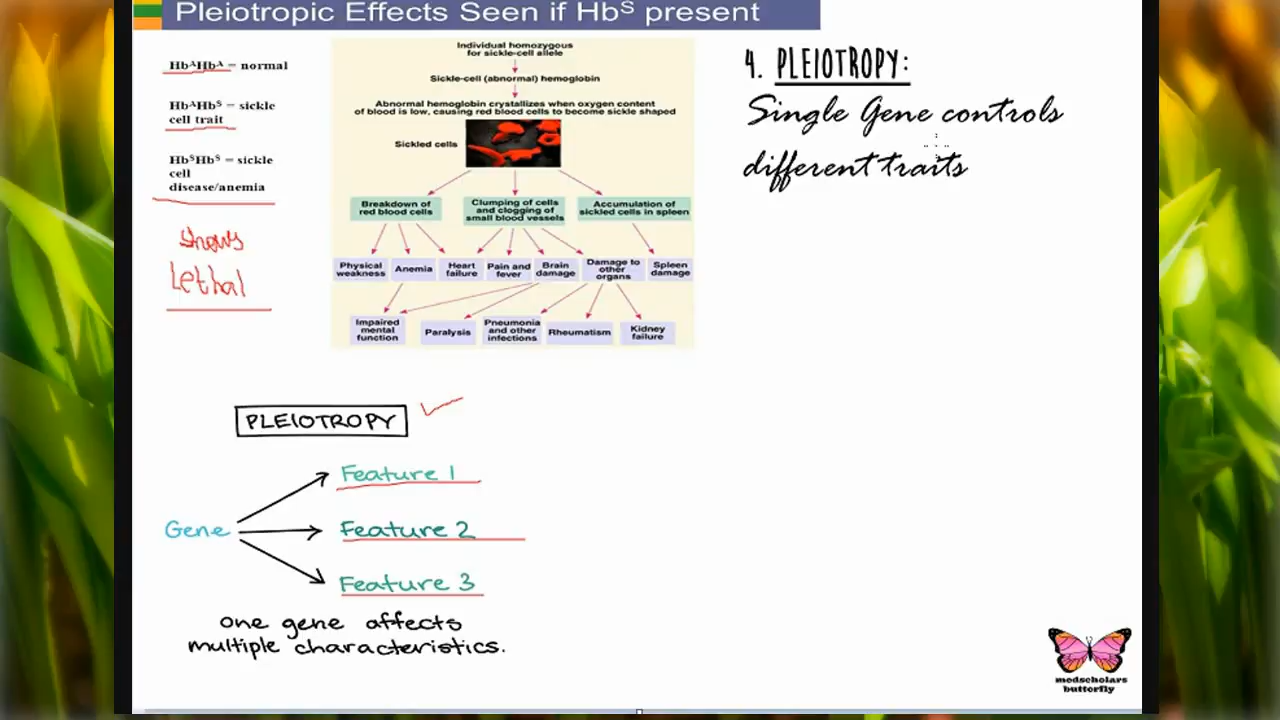 Pleiotropic Effects Seen if Hbˢ present
HbᴬHbᴬ = normal
HbᴬHbˢ = sickle
cell trait
HbˢHbˢ = sickle
cell
disease/anemia
shows
Lethal
Individual homozygous
for sickle-cell allele
Sickle-cell (abnormal) hemoglobin
Abnormal hemoglobin crystallizes when oxygen content
of blood is low, causing red blood cells to become sickle shaped
Sickled cells
Breakdown of
red blood cells
Clumping of cells
and clogging of
small blood vessels
Accumulation of
sickled cells in spleen
Physical
weakness
Anemia
Heart
failure
Pain and
fever
Brain
damage
Damage to
other
organs
Spleen
damage
Impaired
mental
function
Paralysis
Pneumonia
and other
infections
Rheumatism
Kidney
failure
4. PLEIOTROPY:
Single Gene controls
different traits
PLEIOTROPY
Gene
Feature 1
Feature 2
Feature 3
one gene affects
multiple characteristics.
medscholars
butterfly